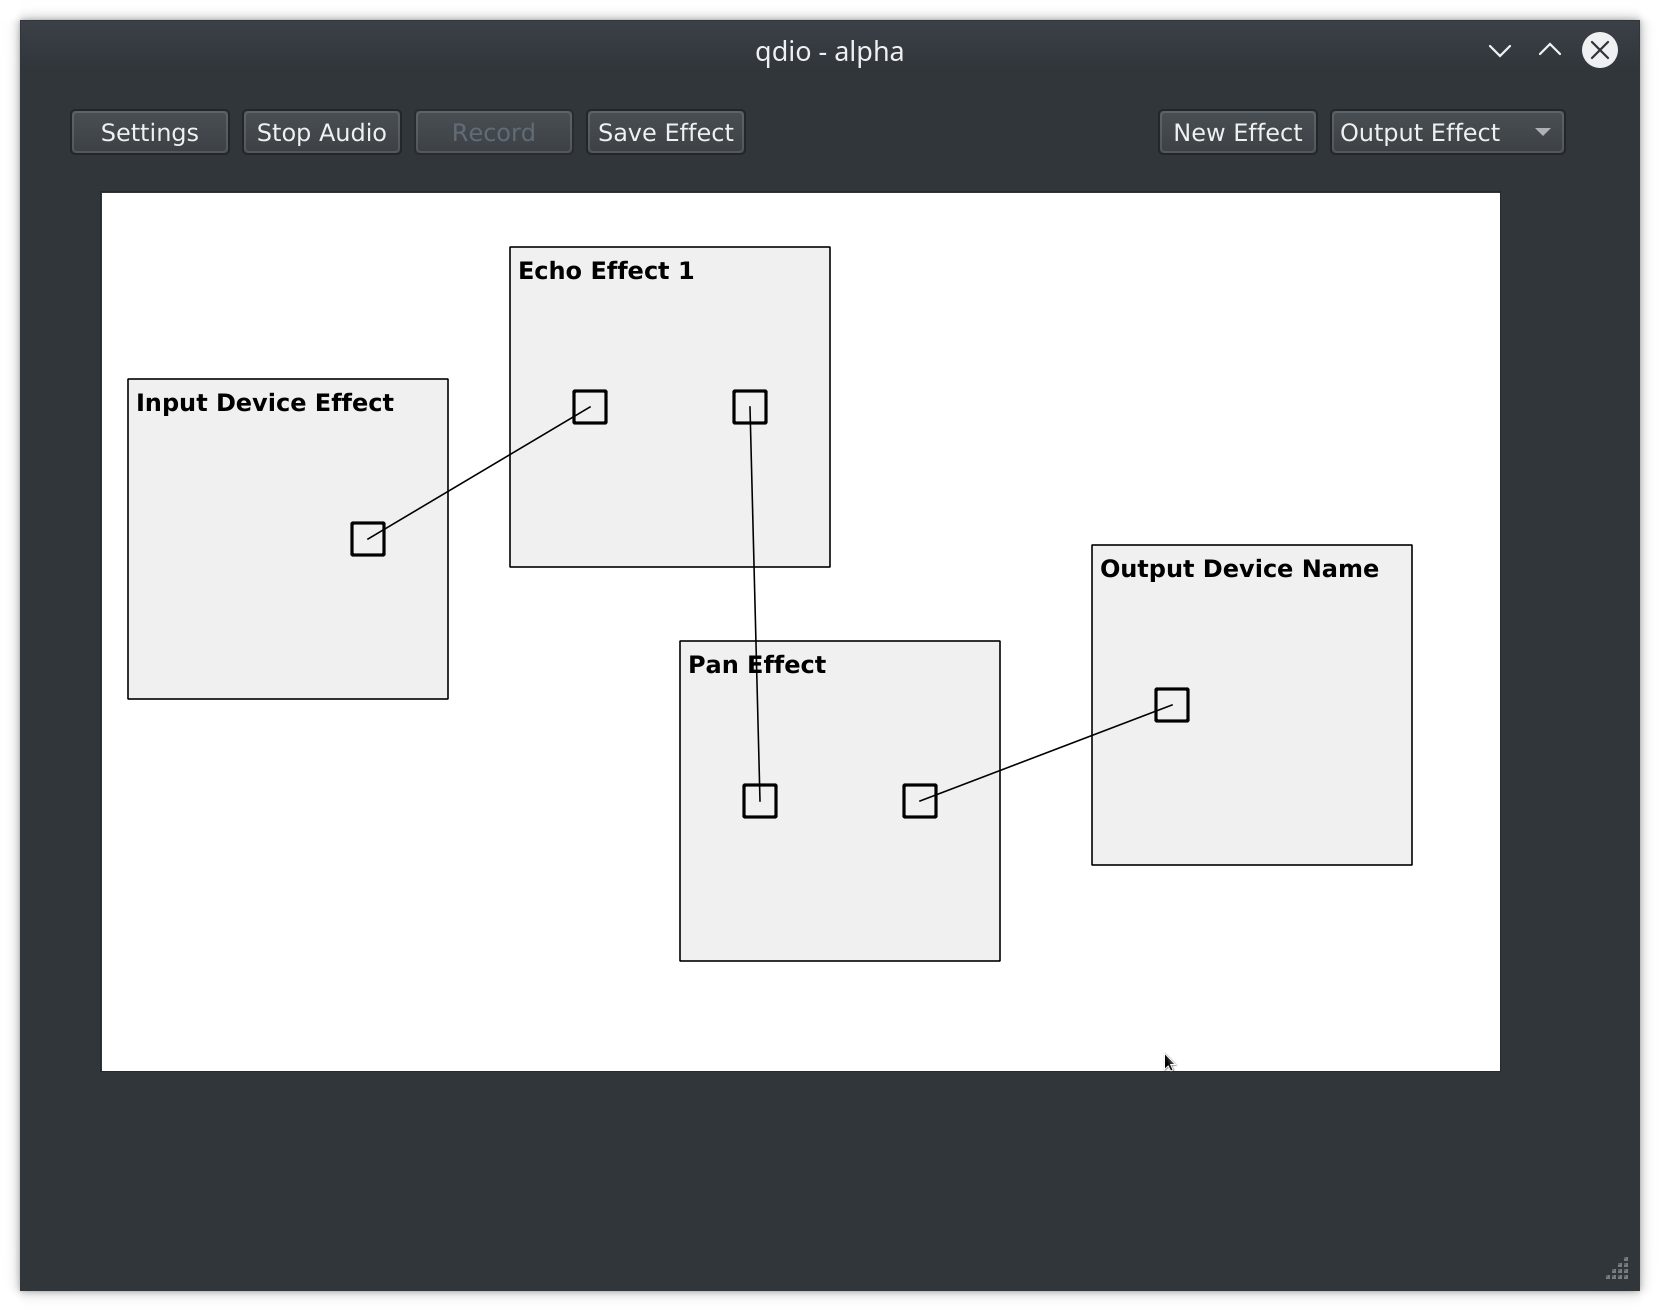 qdio - alpha
Settings Stop Audio Record Save Effect New Effect Output Effect
Echo Effect 1
Input Device Effect
Output Device Name
Pan Effect